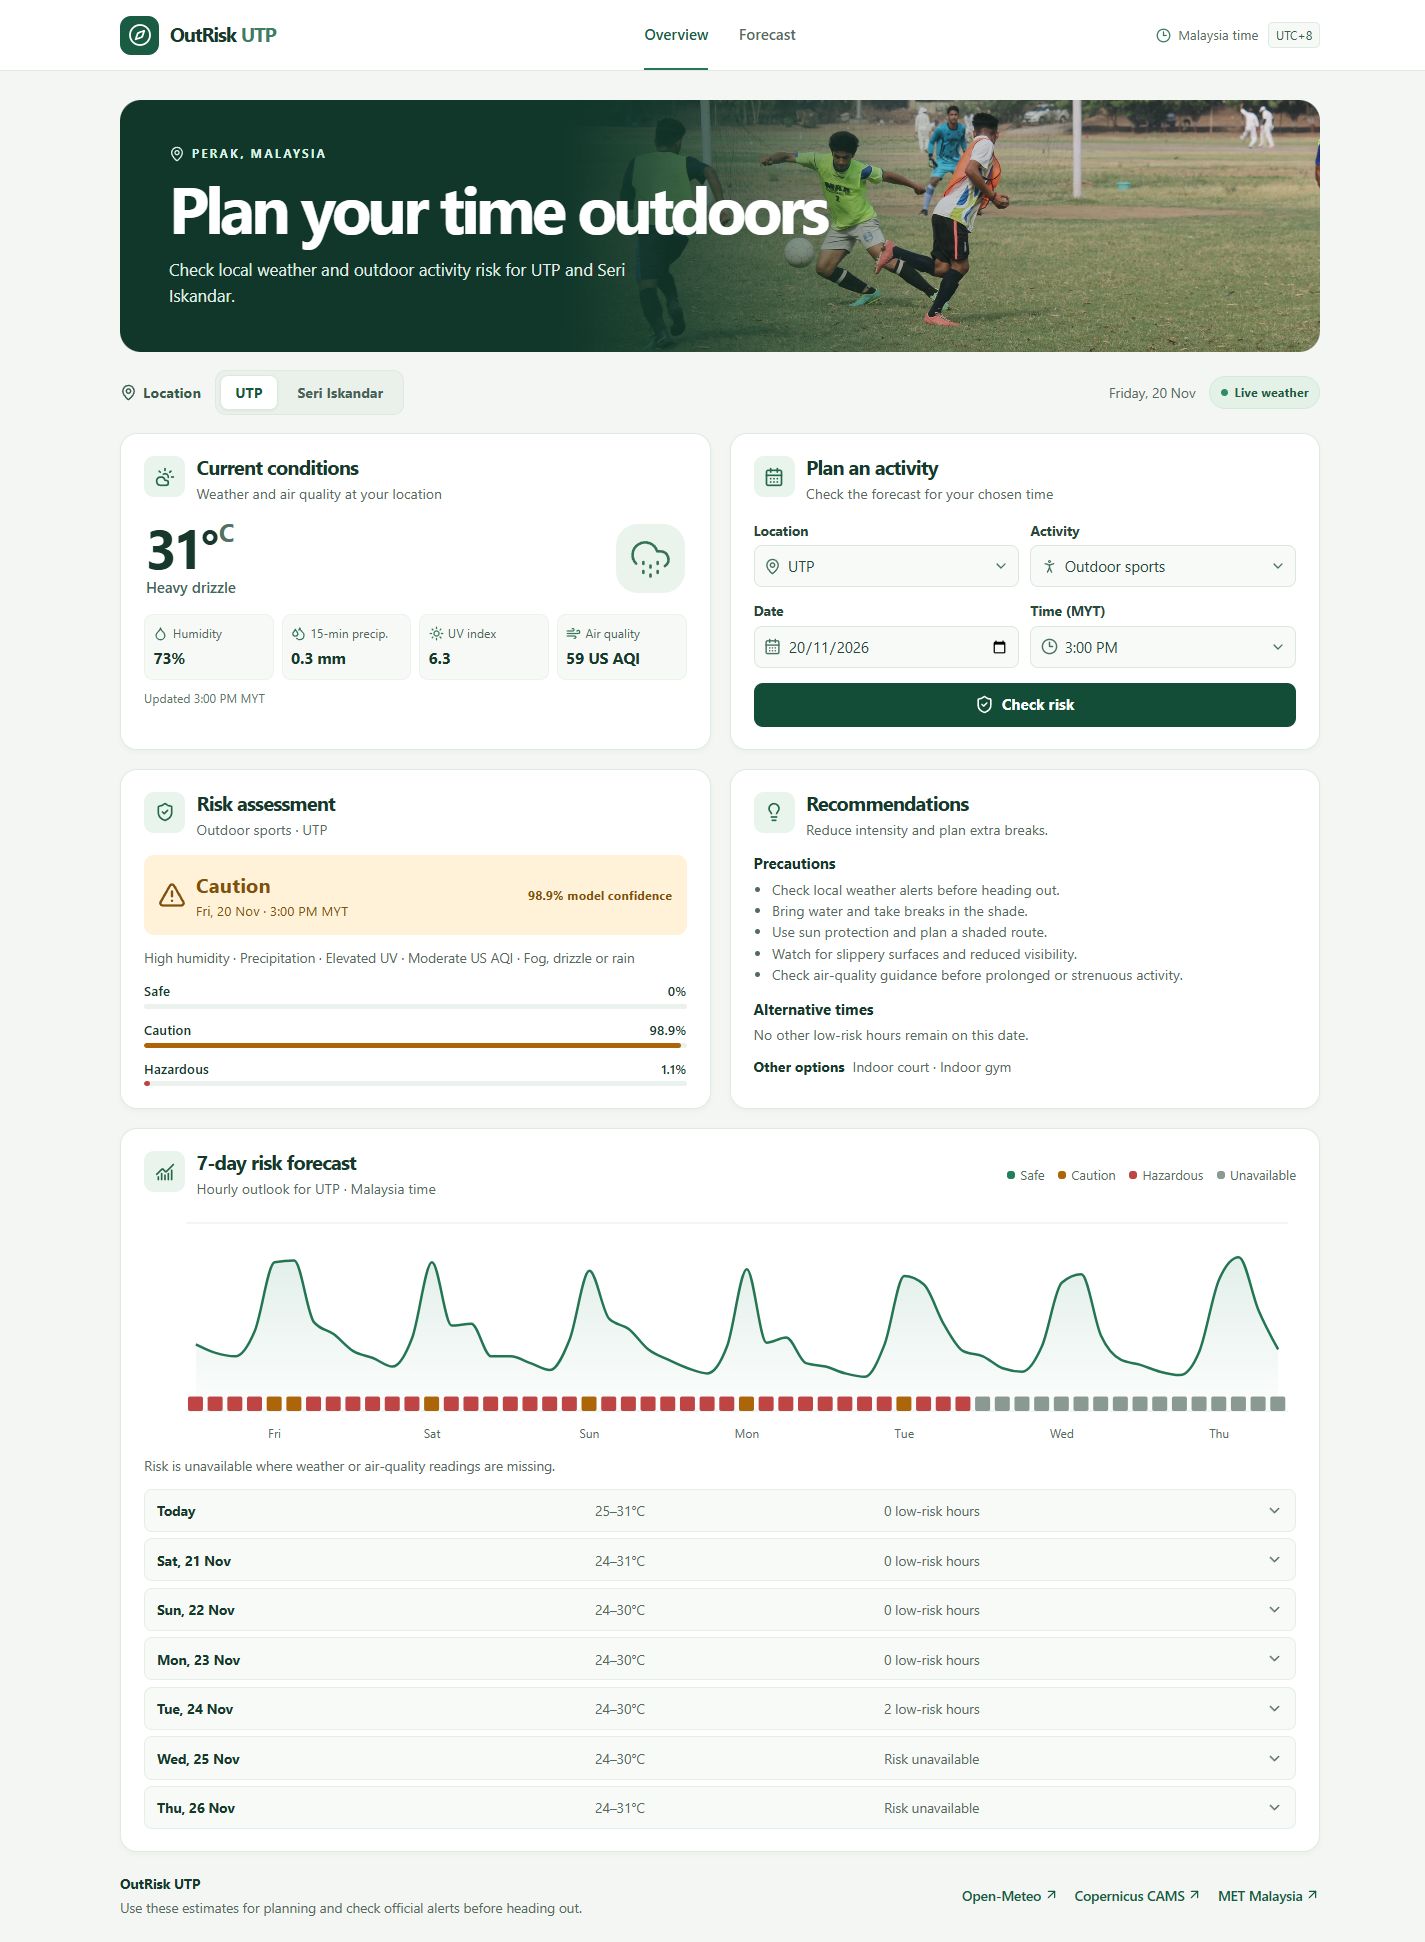 OutRisk UTP
Overview
Forecast
Malaysia time
UTC+8
PERAK, MALAYSIA
Plan your time outdoors
Check local weather and outdoor activity risk for UTP and Seri
Iskandar.
Location
UTP
Seri Iskandar
Friday, 20 Nov
Live weather
Current conditions
Weather and air quality at your location
31°C
Heavy drizzle
Humidity
73%
15-min precip.
0.3 mm
UV index
6.3
Air quality
59 US AQI
Updated 3:00 PM MYT
Plan an activity
Check the forecast for your chosen time
Location
Activity
UTP
Outdoor sports
Date
Time (MYT)
20/11/2026
3:00 PM
Check risk
Risk assessment
Outdoor sports · UTP
Caution
Fri, 20 Nov · 3:00 PM MYT
98.9% model confidence
High humidity · Precipitation · Elevated UV · Moderate US AQI · Fog, drizzle or rain
Safe 0%
Caution 98.9%
Hazardous 1.1%
Recommendations
Reduce intensity and plan extra breaks.
Precautions
• Check local weather alerts before heading out.
• Bring water and take breaks in the shade.
• Use sun protection and plan a shaded route.
• Watch for slippery surfaces and reduced visibility.
• Check air-quality guidance before prolonged or strenuous activity.
Alternative times
No other low-risk hours remain on this date.
Other options Indoor court · Indoor gym
7-day risk forecast
Hourly outlook for UTP · Malaysia time
Safe Caution Hazardous Unavailable
Fri Sat Sun Mon Tue Wed Thu
Risk is unavailable where weather or air-quality readings are missing.
Today 25–31°C 0 low-risk hours
Sat, 21 Nov 24–31°C 0 low-risk hours
Sun, 22 Nov 24–30°C 0 low-risk hours
Mon, 23 Nov 24–30°C 0 low-risk hours
Tue, 24 Nov 24–30°C 2 low-risk hours
Wed, 25 Nov 24–30°C Risk unavailable
Thu, 26 Nov 24–31°C Risk unavailable
OutRisk UTP
Use these estimates for planning and check official alerts before heading out.
Open-Meteo Copernicus CAMS MET Malaysia